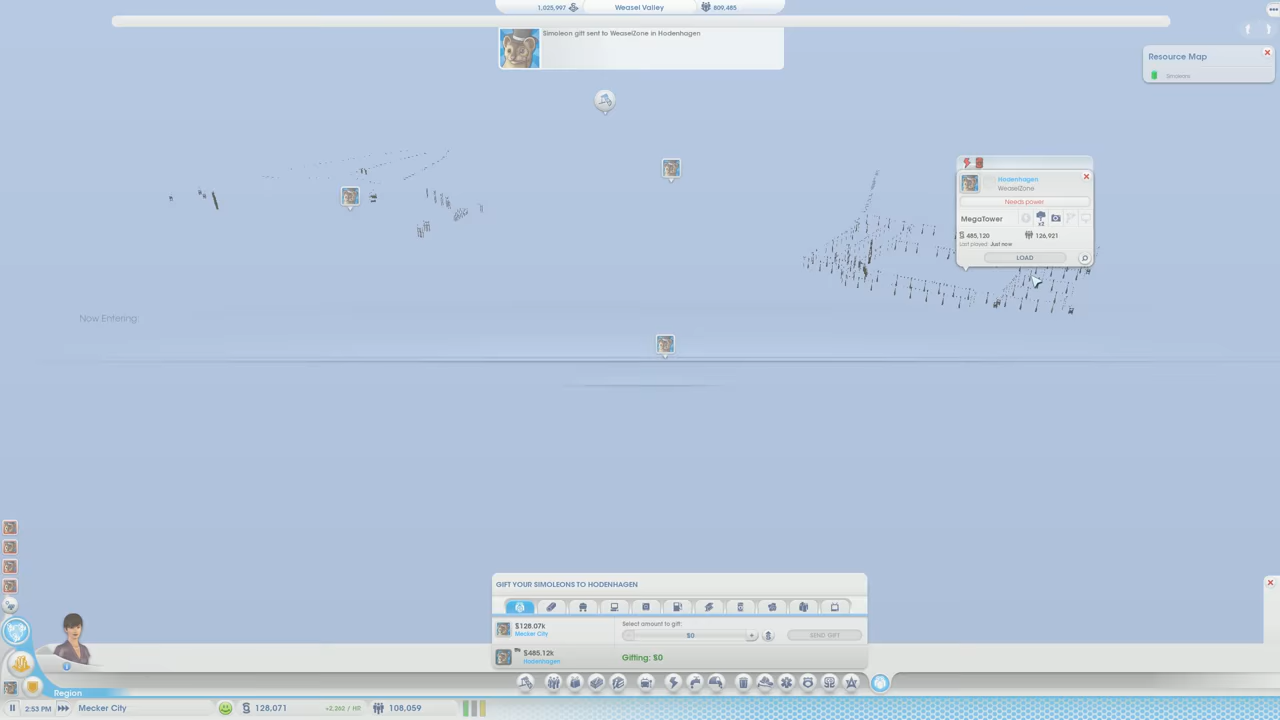 1,025,997
Weasel Valley
809,485
Simoleon gift sent to WeaselZone in Hodenhagen
Resource Map
Simoleons
Hodenhagen
WeaselZone
Needs power
MegaTower
x2
485,120
126,921
Last played: Just now
LOAD
Now Entering:
GIFT YOUR SIMOLEONS TO HODENHAGEN
$128.07k
Mecker City
Select amount to gift:
$0
SEND GIFT
$485.12k
Hodenhagen
Gifting: $0
Region
2:53 PM
Mecker City
128,071
+2,262 / HR
108,059